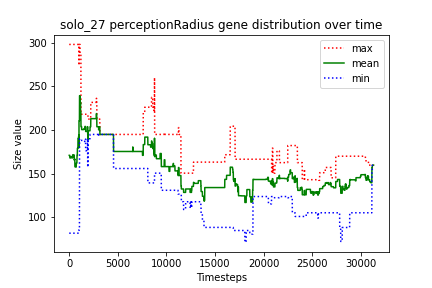 solo_27 perceptionRadius gene distribution over time
max
mean
min
300
250
200
150
100
Size value
0
5000
10000
15000
20000
25000
30000
Timesteps